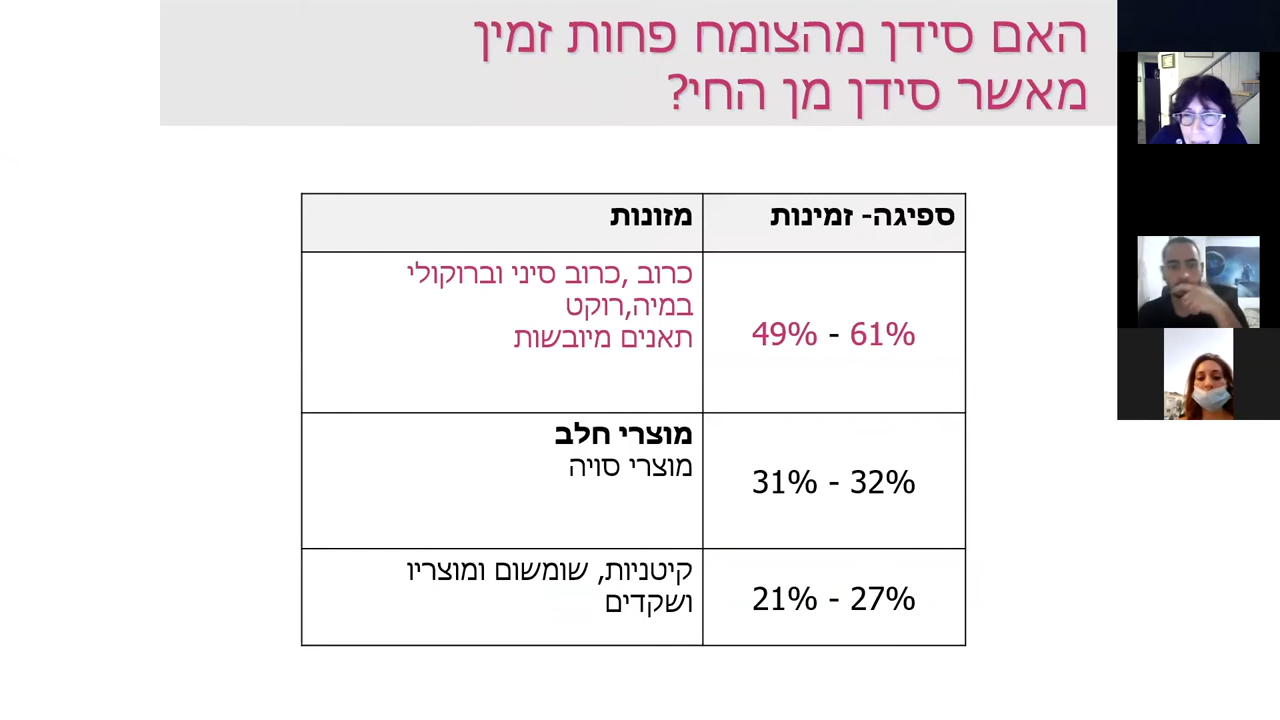 האם סידן מהצומח פחות זמין
מאשר סידן מן החי?
ספיגה- זמינות
מזונות
61% - 49%
כרוב ,כרוב סיני וברוקולי
במיה,רוקט
תאנים מיובשות
32% - 31%
מוצרי חלב
מוצרי סויה
27% - 21%
קיטניות, שומשום ומוצריו
ושקדים